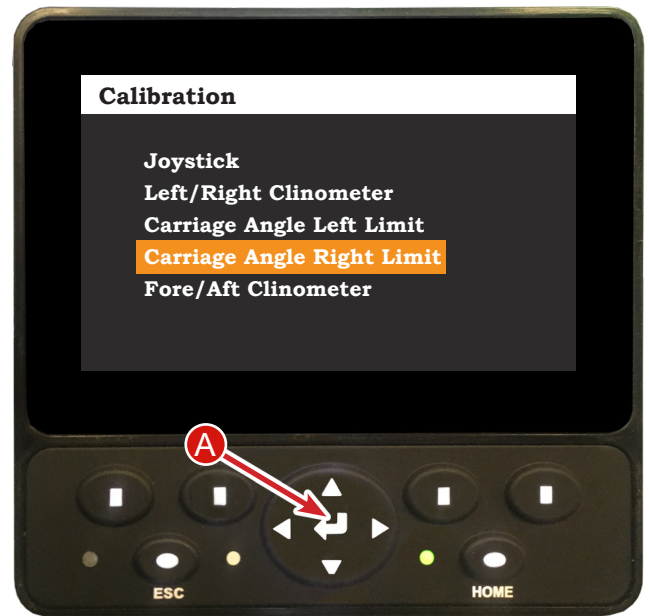 Calibration
Joystick
Left/Right Clinometer
Carriage Angle Left Limit
Carriage Angle Right Limit
Fore/Aft Clinometer
A
ESC
HOME